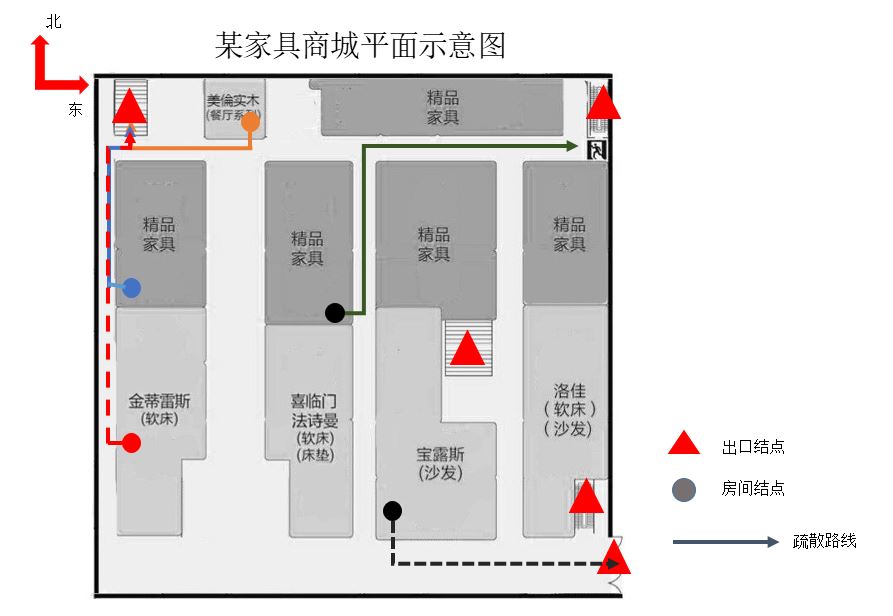 北
东
某家具商城平面示意图
美倫实木
(餐厅系列)
精品
家具
精品
家具
精品
家具
精品
家具
精品
家具
金蒂雷斯
(软床)
喜临门
法诗曼
(软床)
(床垫)
宝露斯
(沙发)
洛佳
(软床)
(沙发)
出口结点
房间结点
疏散路线